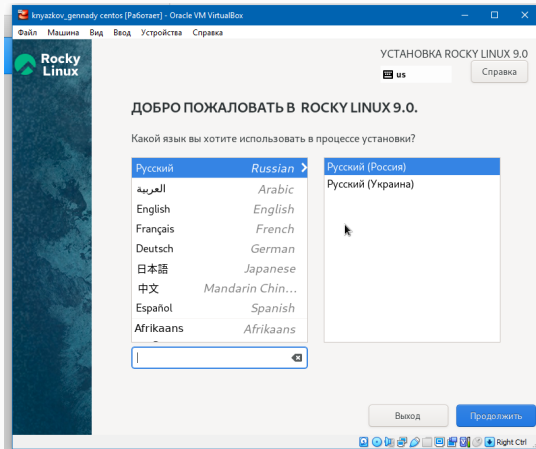 knyazkov_gennady centos [Работает] - Oracle VM VirtualBox
Файл Машина Вид Ввод Устройства Справка
Rocky
Linux
УСТАНОВКА ROCKY LINUX 9.0
us
Справка
ДОБРО ПОЖАЛОВАТЬ В ROCKY LINUX 9.0.
Какой язык вы хотите использовать в процессе установки?
Русский Russian
العربية Arabic
English English
Français French
Deutsch German
日本語 Japanese
中文 Mandarin Chin...
Español Spanish
Afrikaans Afrikaans
Русский (Россия)
Русский (Украина)
Выход
Продолжить
Right Ctrl